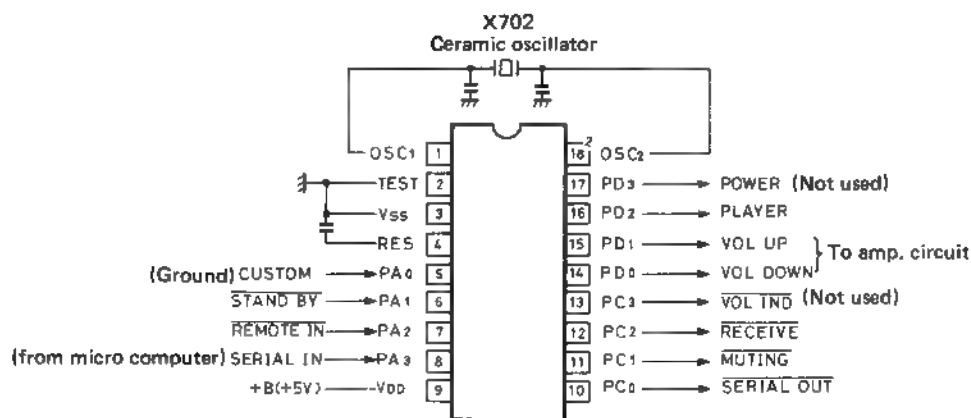 X702
Ceramic oscillator
OSC1 1 18 OSC2
TEST 2 17 PD3 POWER (Not used)
VSS 3 16 PD2 PLAYER
RES 4 15 PD1 VOL UP
To amp. circuit
(Ground) CUSTOM PA0 5 14 PD0 VOL DOWN
STAND BY PA1 6 13 PC3 VOL IND (Not used)
REMOTE IN PA2 7 12 PC2 RECEIVE
(from micro computer) SERIAL IN PA3 8 11 PC1 MUTING
+B(+5V) VDD 9 10 PC0 SERIAL OUT